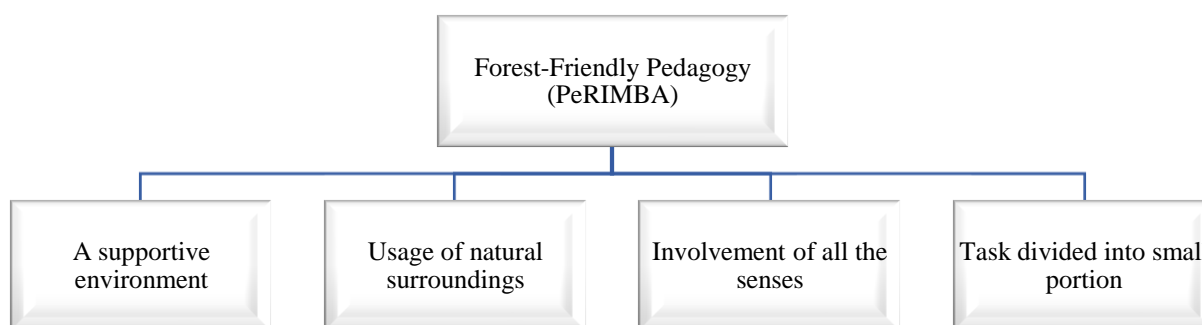 Forest-Friendly Pedagogy
(PeRIMBA)
A supportive
environment
Usage of natural
surroundings
Involvement of all the
senses
Task divided into small
portion